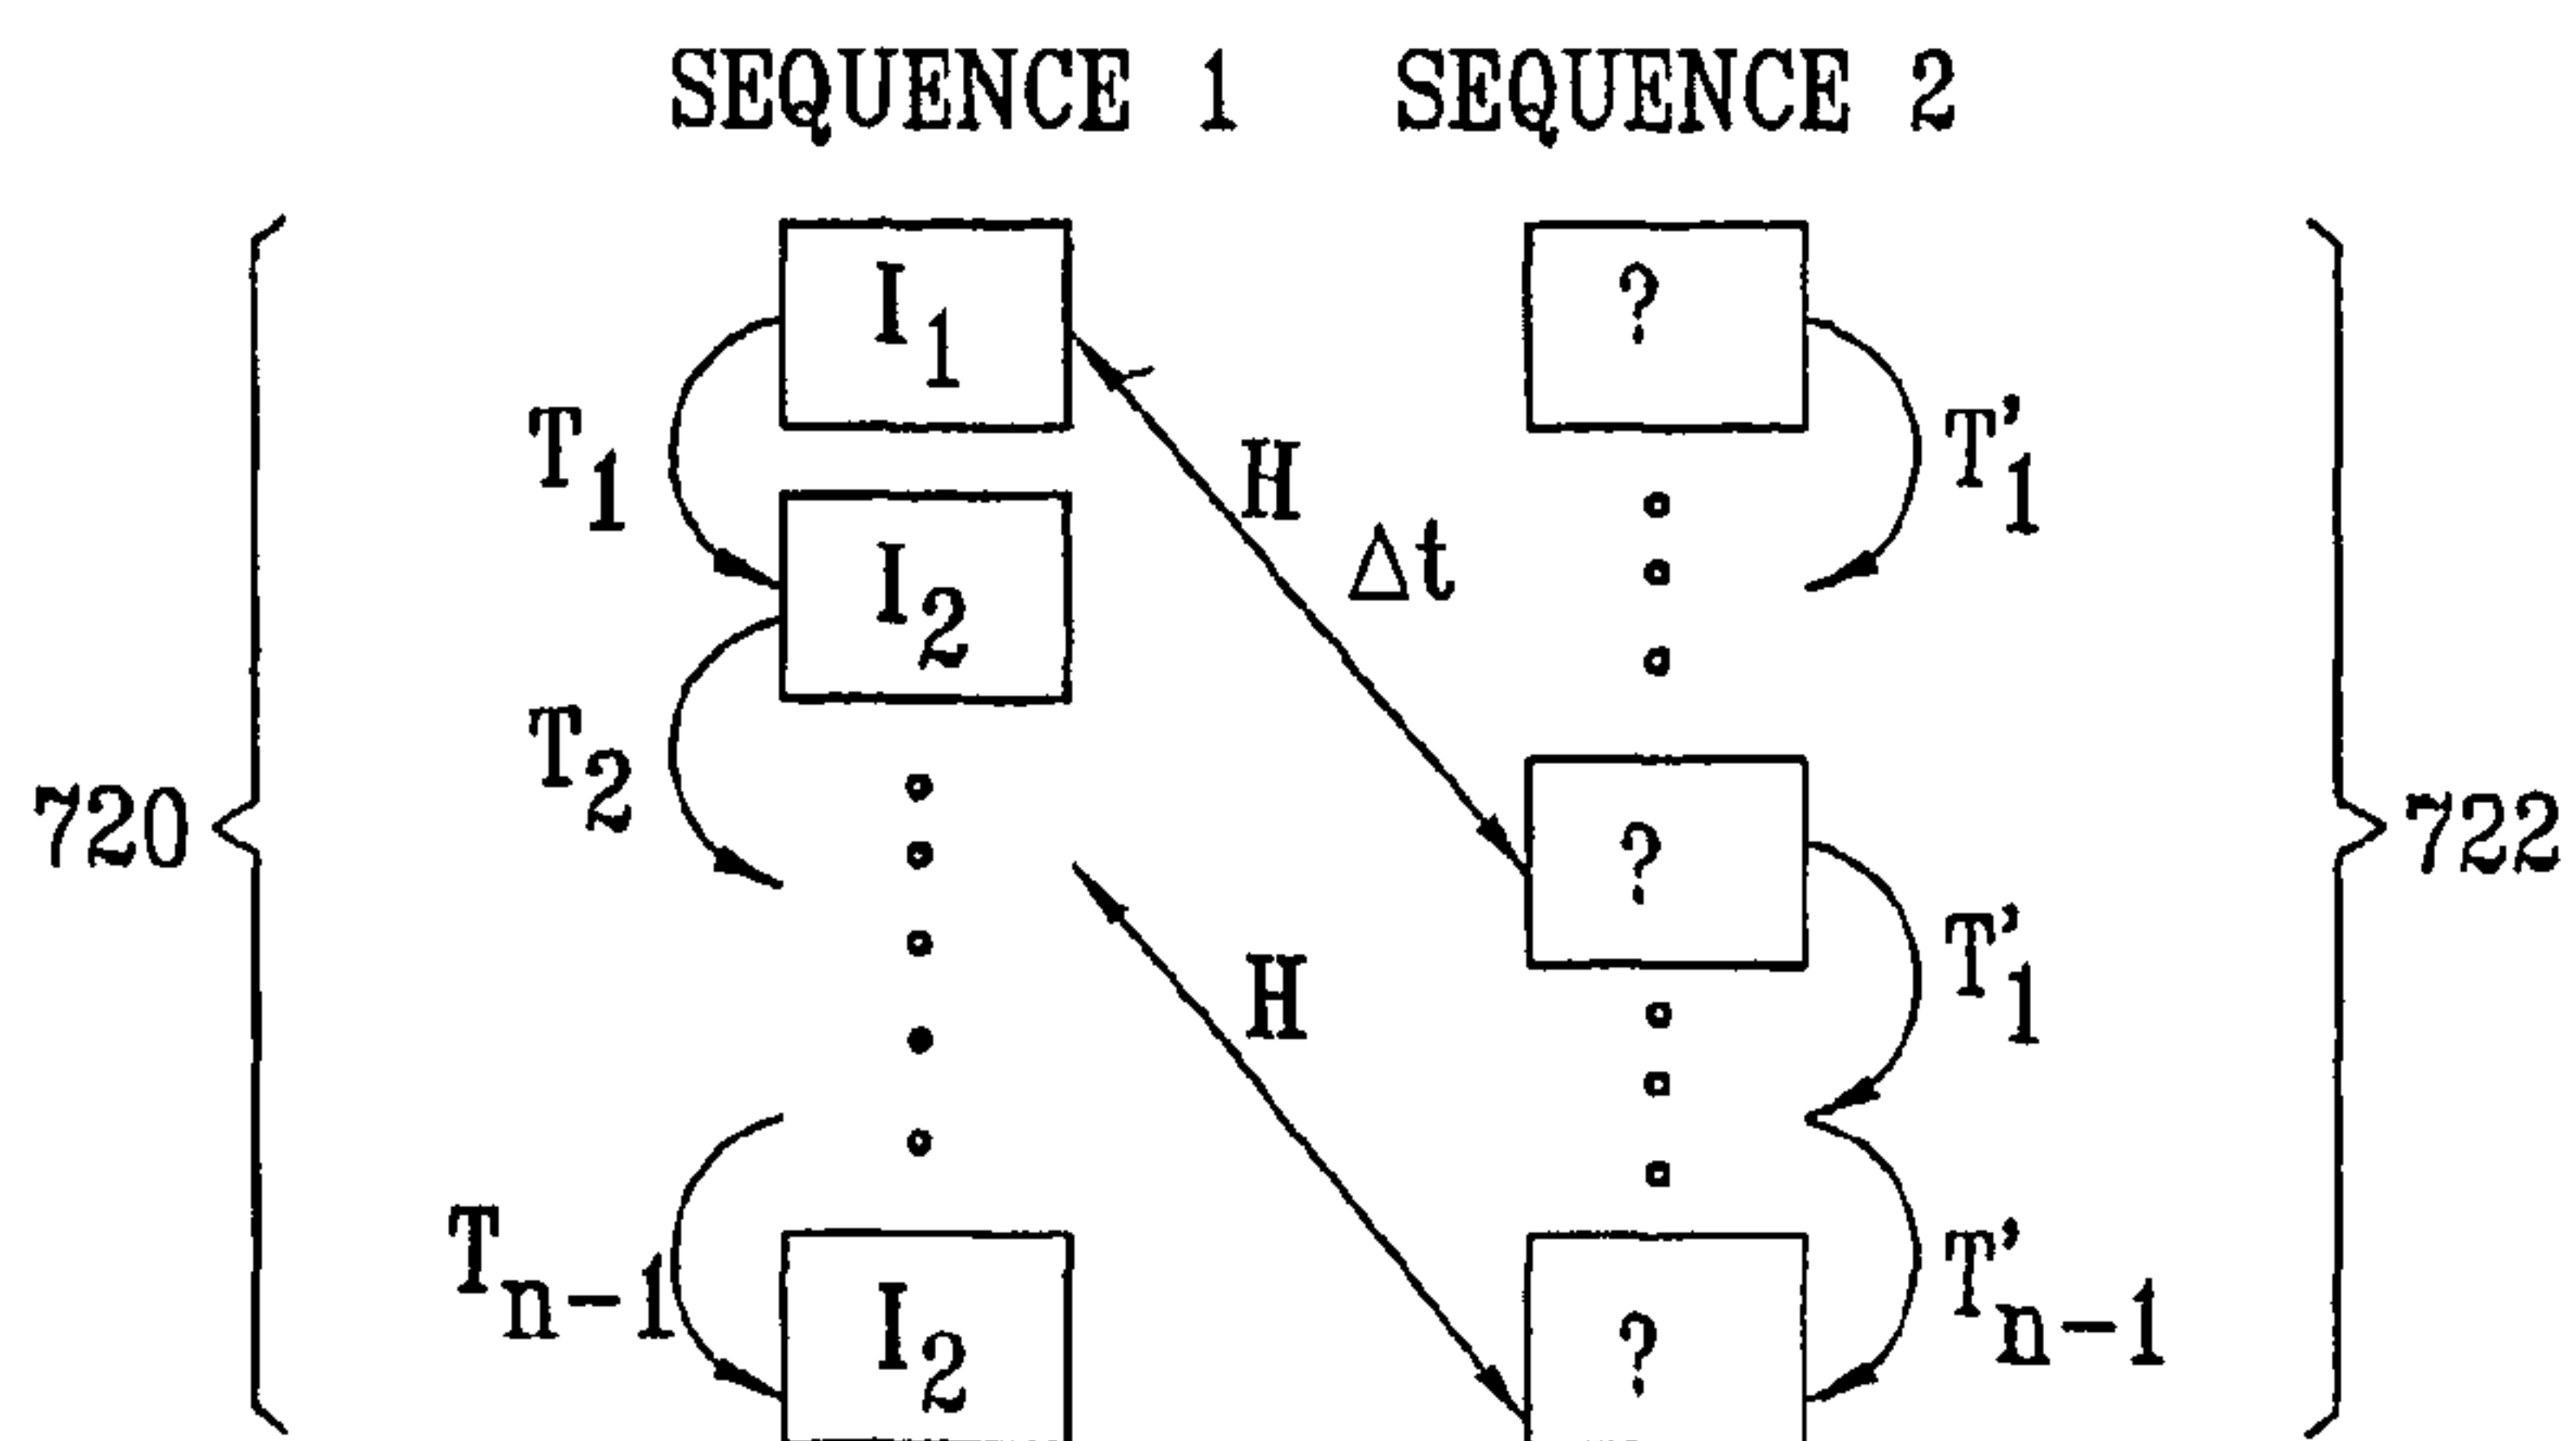 SEQUENCE 1 SEQUENCE 2
I1 ?
T1 H T'1
Δt
I2
T2
720 ? 722
H T'1
Tn-1 T'n-1
I2 ?